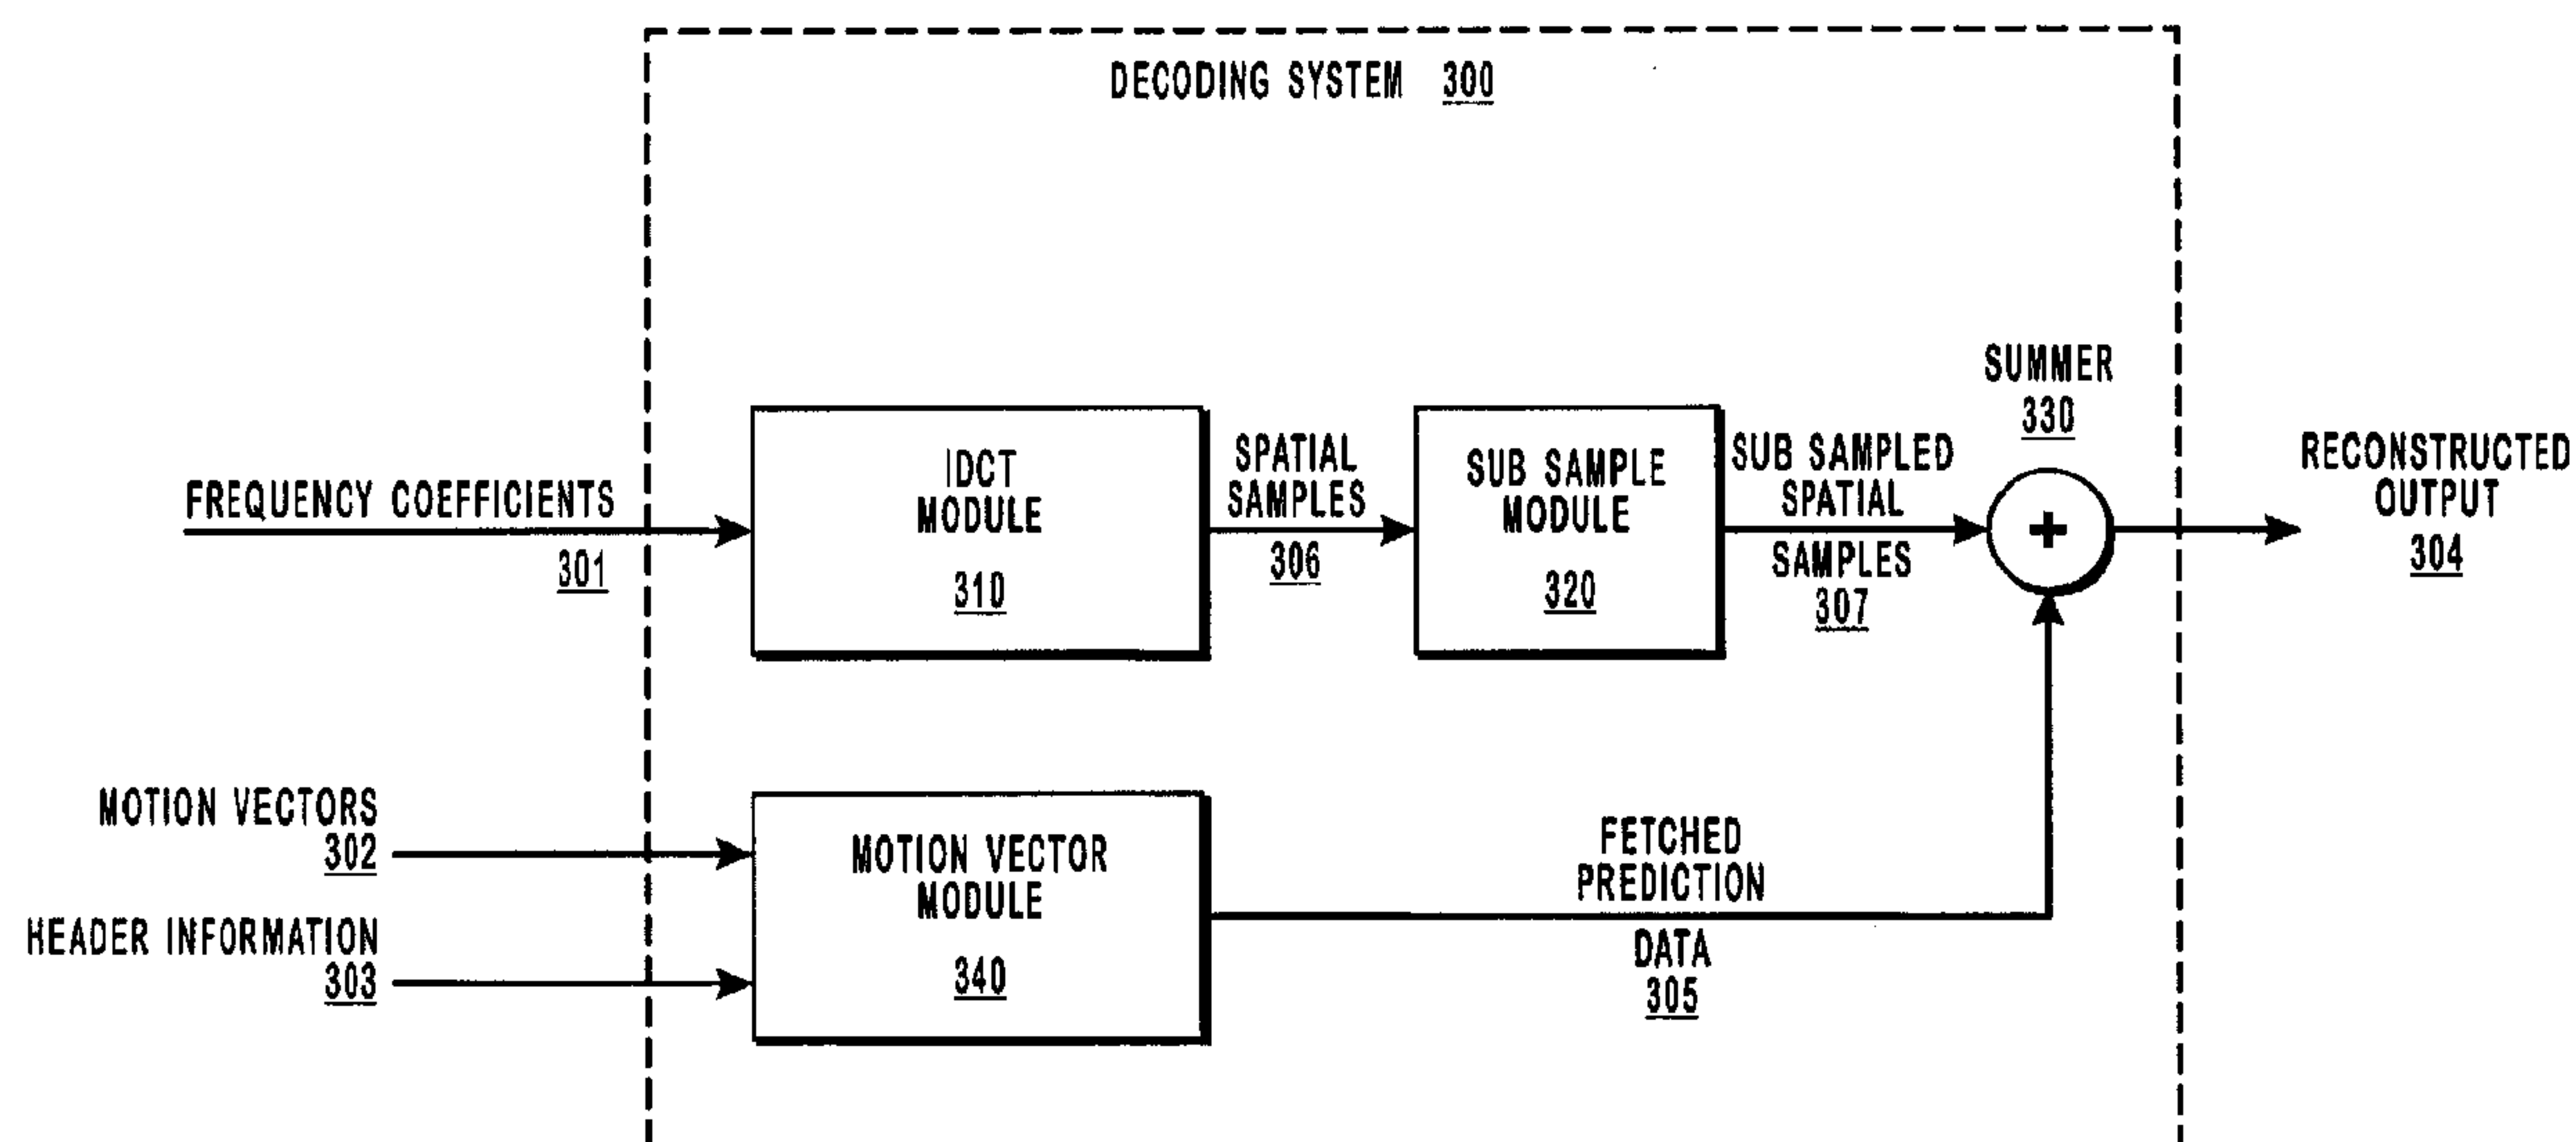 DECODING SYSTEM 300
SUMMER
330
FREQUENCY COEFFICIENTS
301
IDCT
MODULE
310
SPATIAL
SAMPLES
306
SUB SAMPLE
MODULE
320
SUB SAMPLED
SPATIAL
SAMPLES
307
+
RECONSTRUCTED
OUTPUT
304
MOTION VECTORS
302
HEADER INFORMATION
303
MOTION VECTOR
MODULE
340
FETCHED
PREDICTION
DATA
305